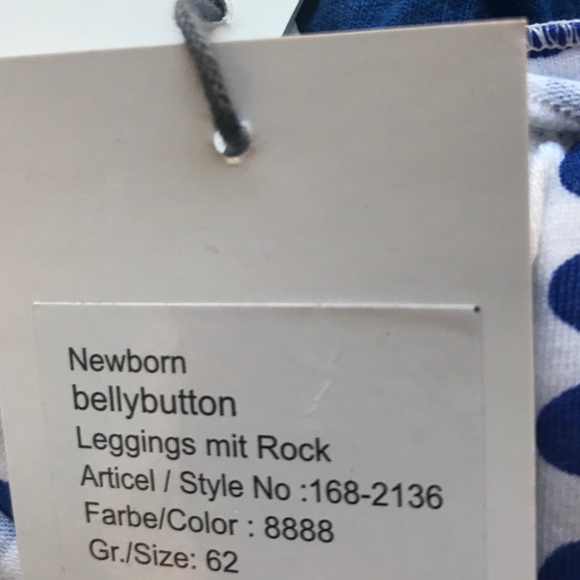 Newborn
bellybutton
Leggings mit Rock
Articel / Style No :168-2136
Farbe/Color : 8888
Gr./Size: 62